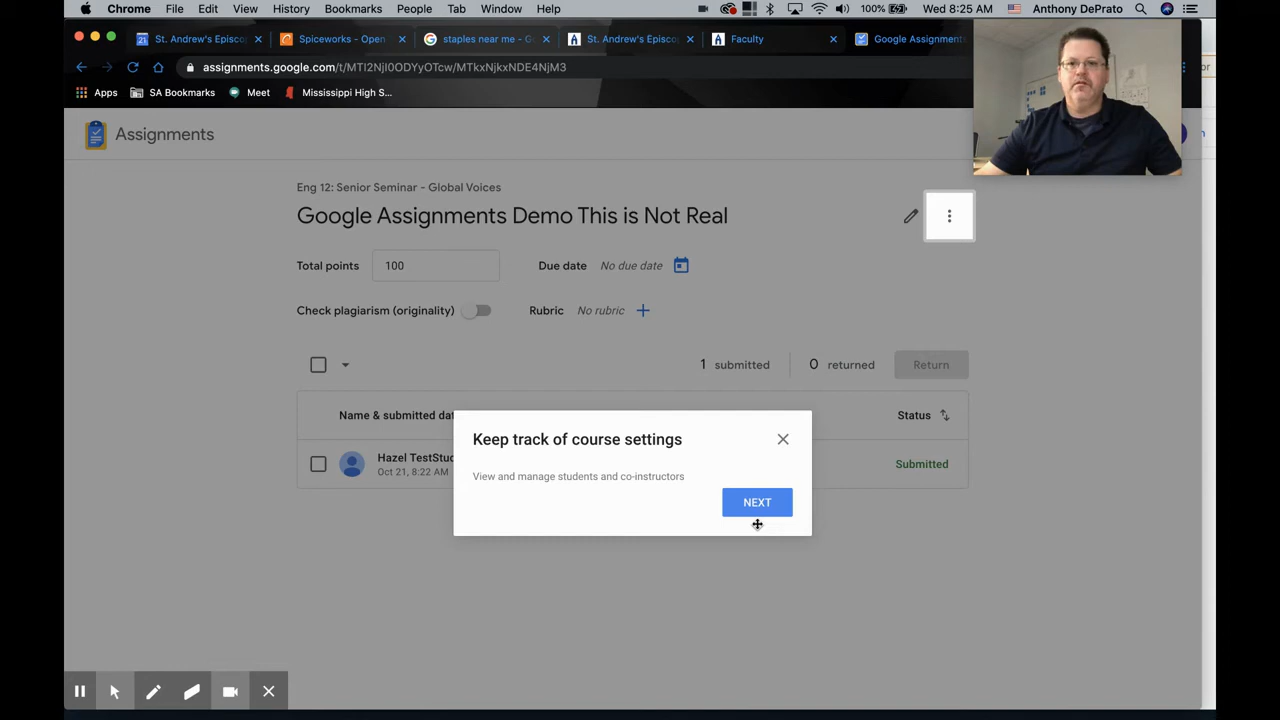 Chrome File Edit View History Bookmarks People Tab Window Help 100% Wed 8:25 AM Anthony DePrato
21 St. Andrew's Episco Spiceworks - Open staples near me - G St. Andrew's Episco Faculty Google Assignments
assignments.google.com/t/MTI2NjI0ODYyOTcw/MTkxNjkxNDE4NjM3
Apps SA Bookmarks Meet Mississippi High S...
Assignments
Eng 12: Senior Seminar - Global Voices
Google Assignments Demo This is Not Real
Total points 100 Due date No due date
Check plagiarism (originality) Rubric No rubric
1 submitted 0 returned Return
Name & submitted dat Status
Keep track of course settings
Hazel TestStu Submitted
Oct 21, 8:22 AM
View and manage students and co-instructors
NEXT